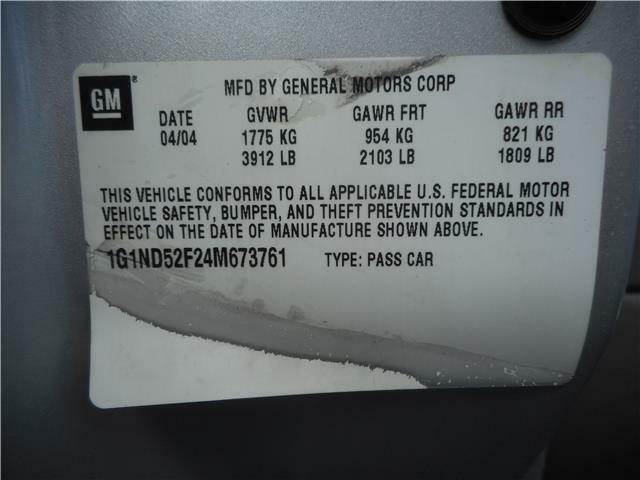 GM ®
MFD BY GENERAL MOTORS CORP
DATE GVWR GAWR FRT GAWR RR
04/04 1775 KG 954 KG 821 KG
3912 LB 2103 LB 1809 LB
THIS VEHICLE CONFORMS TO ALL APPLICABLE U.S. FEDERAL MOTOR
VEHICLE SAFETY, BUMPER, AND THEFT PREVENTION STANDARDS IN
EFFECT ON THE DATE OF MANUFACTURE SHOWN ABOVE.
1G1ND52F24M673761 TYPE: PASS CAR